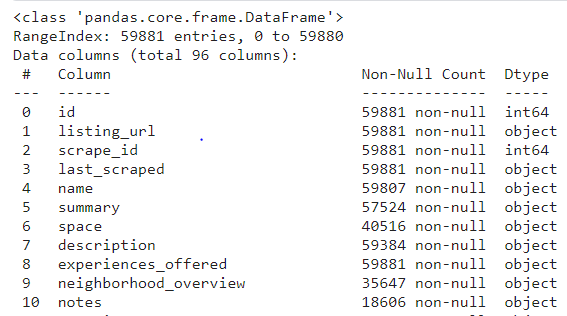 <class 'pandas.core.frame.DataFrame'>
RangeIndex: 59881 entries, 0 to 59880
Data columns (total 96 columns):
 #   Column                                        Non-Null Count  Dtype
---  ------                                        --------------  -----
 0   id                                            59881 non-null  int64
 1   listing_url                                   59881 non-null  object
 2   scrape_id                                     59881 non-null  int64
 3   last_scraped                                  59881 non-null  object
 4   name                                          59807 non-null  object
 5   summary                                       57524 non-null  object
 6   space                                         40516 non-null  object
 7   description                                   59384 non-null  object
 8   experiences_offered                           59881 non-null  object
 9   neighborhood_overview                         35647 non-null  object
 10  notes                                         18606 non-null  object